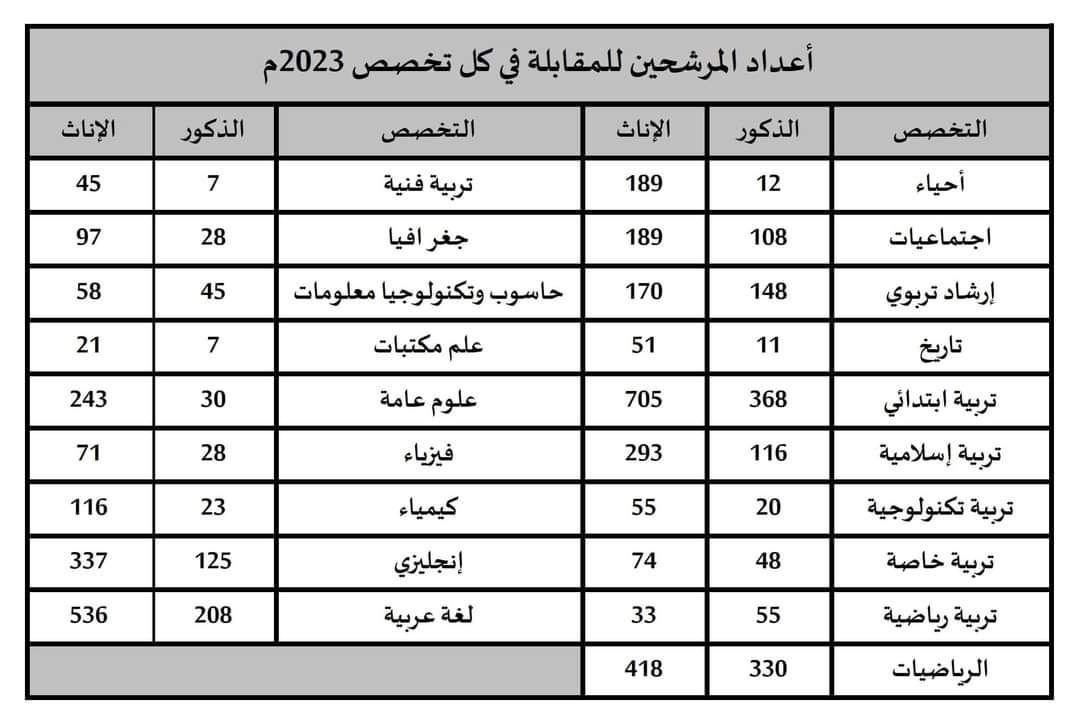 أعداد المرشحين للمقابلة في كل تخصص 2023م
التخصص الذكور الإناث التخصص الذكور الإناث
أحياء 12 189 تربية فنية 7 45
اجتماعيات 108 189 جغرافيا 28 97
إرشاد تربوي 148 170 حاسوب وتكنولوجيا معلومات 45 58
تاريخ 11 51 علم مكتبات 7 21
تربية ابتدائي 368 705 علوم عامة 30 243
تربية إسلامية 116 293 فيزياء 28 71
تربية تكنولوجية 20 55 كيمياء 23 116
تربية خاصة 48 74 إنجليزي 125 337
تربية رياضية 55 33 لغة عربية 208 536
الرياضيات 330 418